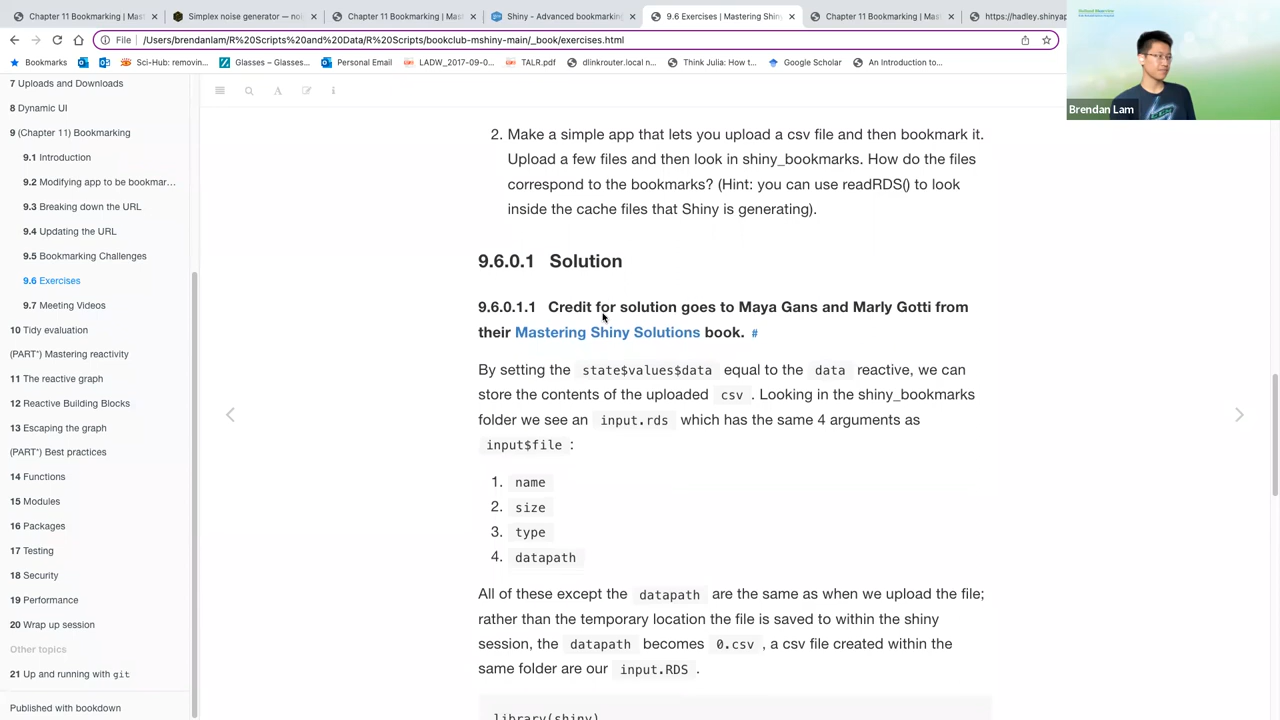 Chapter 11 Bookmarking | Mast
Simplex noise generator — noi
Chapter 11 Bookmarking | Mast
Shiny - Advanced bookmarking
9.6 Exercises | Mastering Shin
Chapter 11 Bookmarking | Mast
https://hadley.shinyap
File
/Users/brendanlam/R%20Scripts%20and%20Data/R%20Scripts/bookclub-mshiny-main/_book/exercises.html
Bookmarks
Sci-Hub: removin...
Glasses – Glasses...
Personal Email
LADW_2017-09-0...
TALR.pdf
dlinkrouter.local n...
Think Julia: How t...
Google Scholar
An Introduction to...
Brendan Lam
7 Uploads and Downloads
8 Dynamic UI
9 (Chapter 11) Bookmarking
9.1 Introduction
9.2 Modifying app to be bookmar...
9.3 Breaking down the URL
9.4 Updating the URL
9.5 Bookmarking Challenges
9.6 Exercises
9.7 Meeting Videos
10 Tidy evaluation
(PART*) Mastering reactivity
11 The reactive graph
12 Reactive Building Blocks
13 Escaping the graph
(PART*) Best practices
14 Functions
15 Modules
16 Packages
17 Testing
18 Security
19 Performance
20 Wrap up session
Other topics
21 Up and running with git
Published with bookdown
2. Make a simple app that lets you upload a csv file and then bookmark it.
Upload a few files and then look in shiny_bookmarks. How do the files
correspond to the bookmarks? (Hint: you can use readRDS() to look
inside the cache files that Shiny is generating).
9.6.0.1 Solution
9.6.0.1.1 Credit for solution goes to Maya Gans and Marly Gotti from
their Mastering Shiny Solutions book. #
By setting the state$values$data equal to the data reactive, we can
store the contents of the uploaded csv. Looking in the shiny_bookmarks
folder we see an input.rds which has the same 4 arguments as
input$file :
1. name
2. size
3. type
4. datapath
All of these except the datapath are the same as when we upload the file;
rather than the temporary location the file is saved to within the shiny
session, the datapath becomes 0.csv , a csv file created within the
same folder are our input.RDS .
library(shiny)